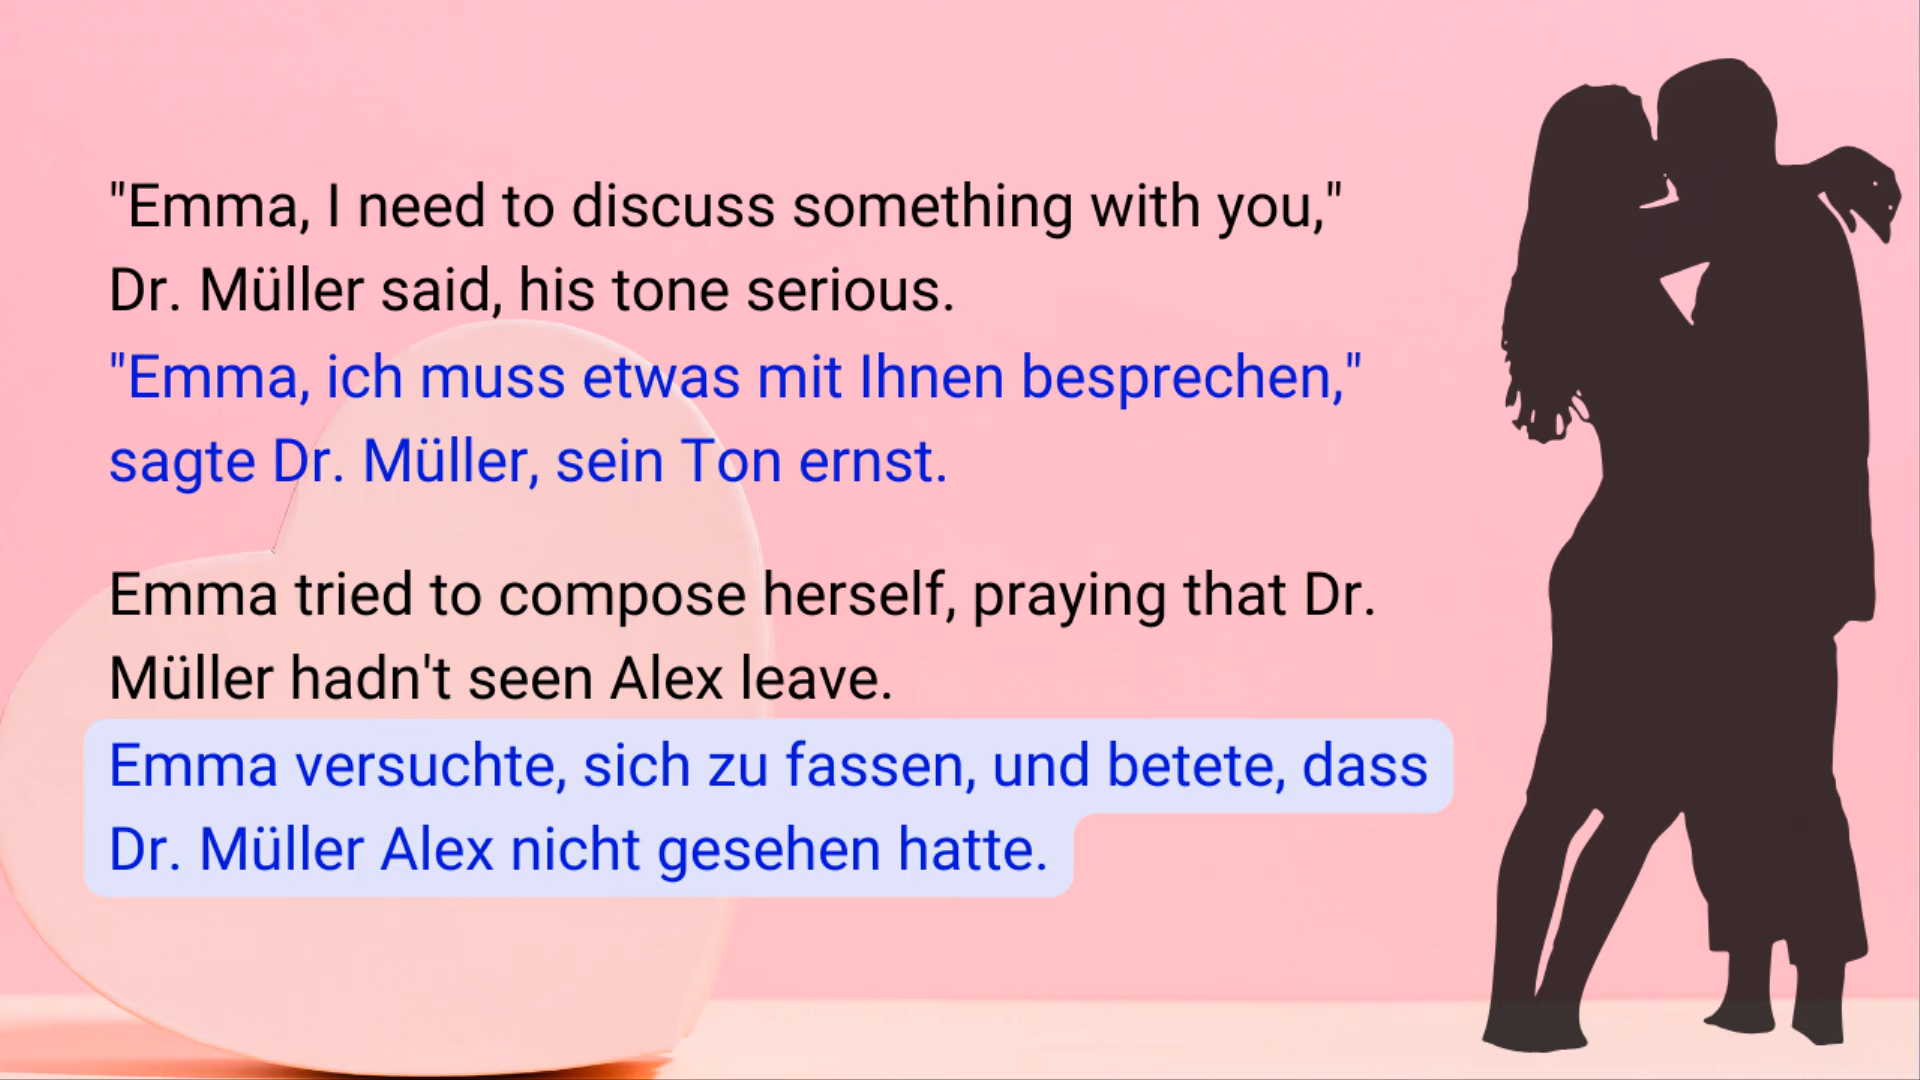 "Emma, I need to discuss something with you,"
Dr. Müller said, his tone serious.
"Emma, ich muss etwas mit Ihnen besprechen,"
sagte Dr. Müller, sein Ton ernst.
Emma tried to compose herself, praying that Dr.
Müller hadn't seen Alex leave.
Emma versuchte, sich zu fassen, und betete, dass
Dr. Müller Alex nicht gesehen hatte.